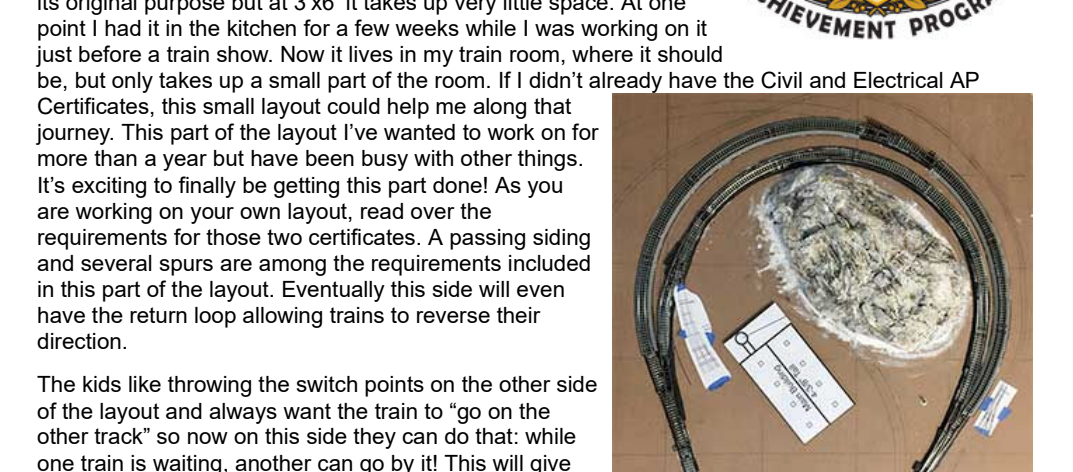 its original purpose but at 3'x6' it takes up very little space. At one
point I had it in the kitchen for a few weeks while I was working on it
just before a train show. Now it lives in my train room, where it should
be, but only takes up a small part of the room. If I didn’t already have the Civil and Electrical AP
Certificates, this small layout could help me along that
journey. This part of the layout I’ve wanted to work on for
more than a year but have been busy with other things.
It’s exciting to finally be getting this part done! As you
are working on your own layout, read over the
requirements for those two certificates. A passing siding
and several spurs are among the requirements included
in this part of the layout. Eventually this side will even
have the return loop allowing trains to reverse their
direction.
The kids like throwing the switch points on the other side
of the layout and always want the train to “go on the
other track” so now on this side they can do that: while
one train is waiting, another can go by it! This will give
Main Building
4-3/8" Tall